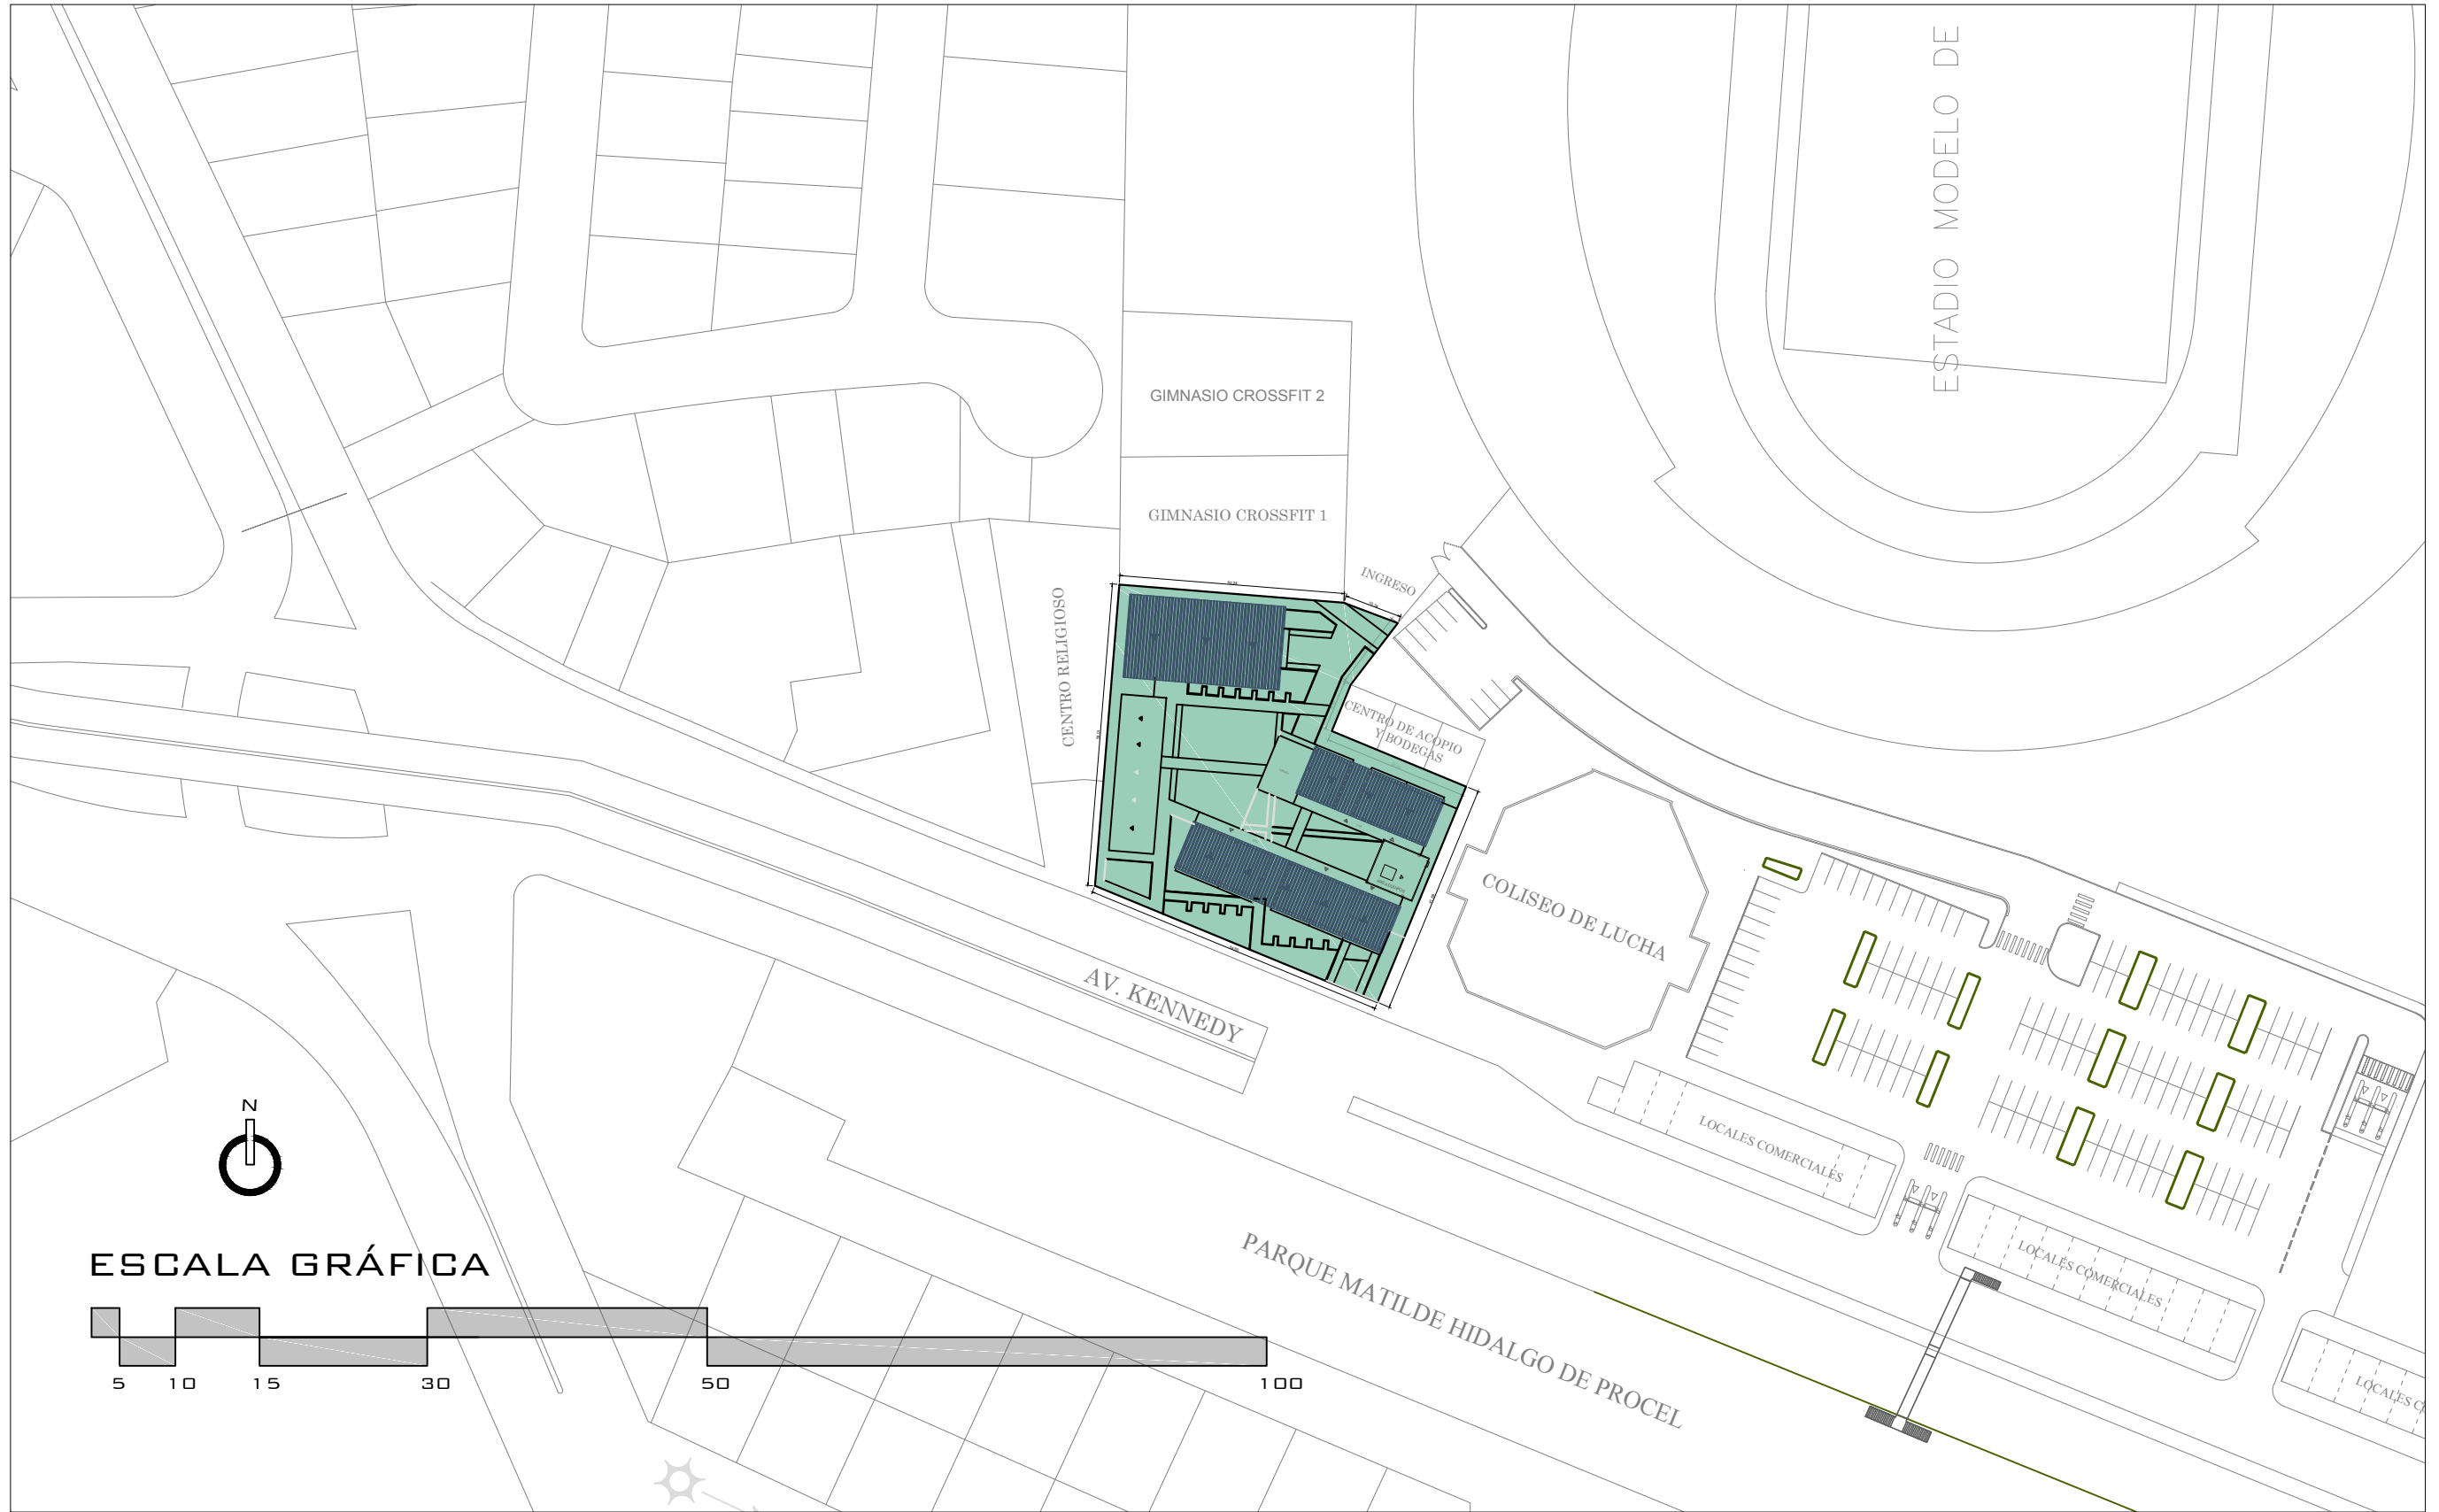 ESTADIO MODELO DE
GIMNASIO CROSSFIT 2
GIMNASIO CROSSFIT 1
INGRESO
CENTRO RELIGIOSO
CENTRO DE ACOPIO
Y BODEGAS
COLISEO DE LUCHA
AV. KENNEDY
LOCALES COMERCIALES
LOCALES COMERCIALES
LOCALES C
PARQUE MATILDE HIDALGO DE PROCEL
N
ESCALA GRÁFICA
5 10 15 30 50 100